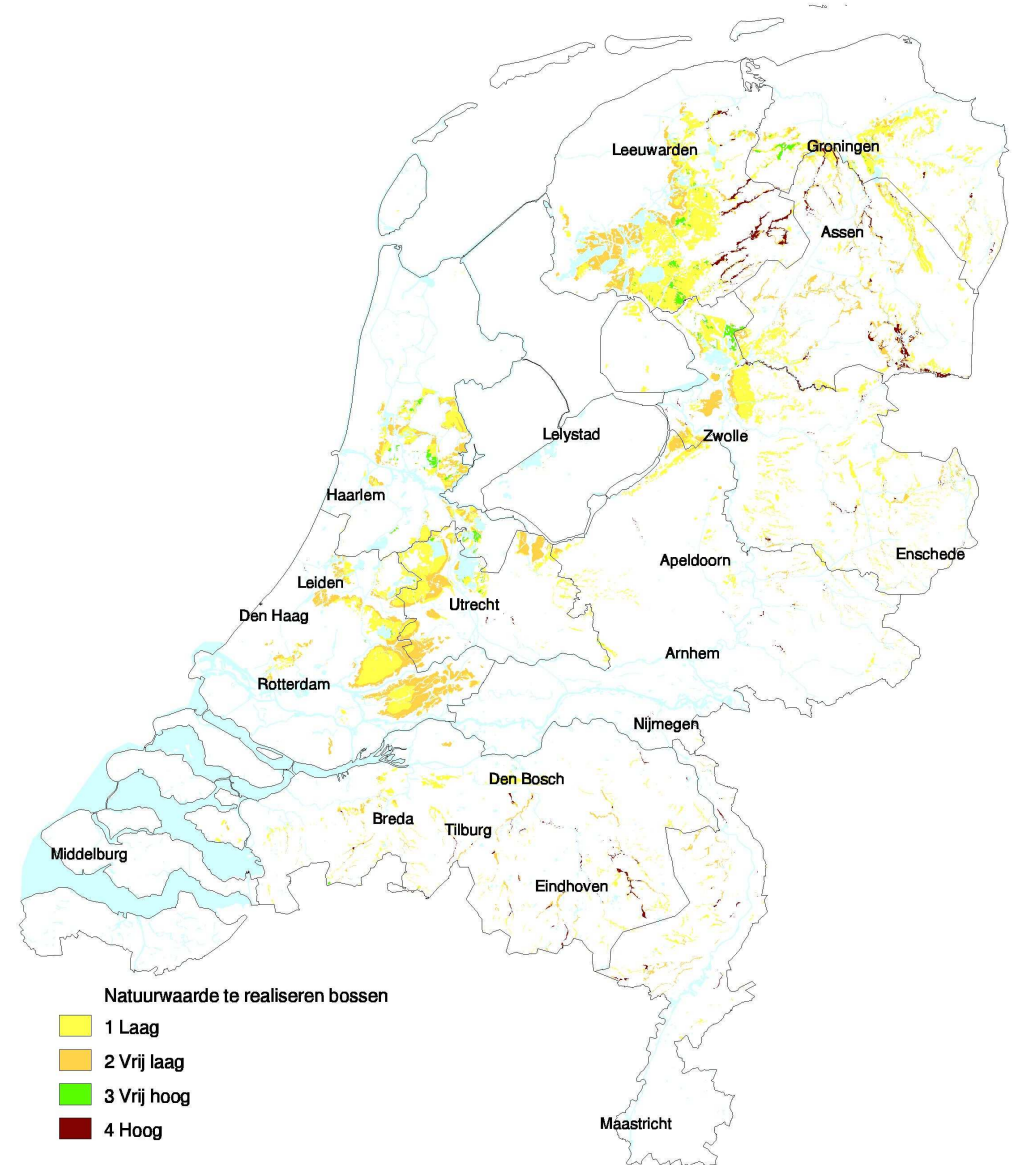 Leeuwarden
Groningen
Assen
Lelystad
Zwolle
Haarlem
Apeldoorn
Enschede
Leiden
Utrecht
Den Haag
Arnhem
Rotterdam
Nijmegen
Den Bosch
Breda
Tilburg
Middelburg
Eindhoven
Natuurwaarde te realiseren bossen
1 Laag
2 Vrij laag
3 Vrij hoog
4 Hoog
Maastricht